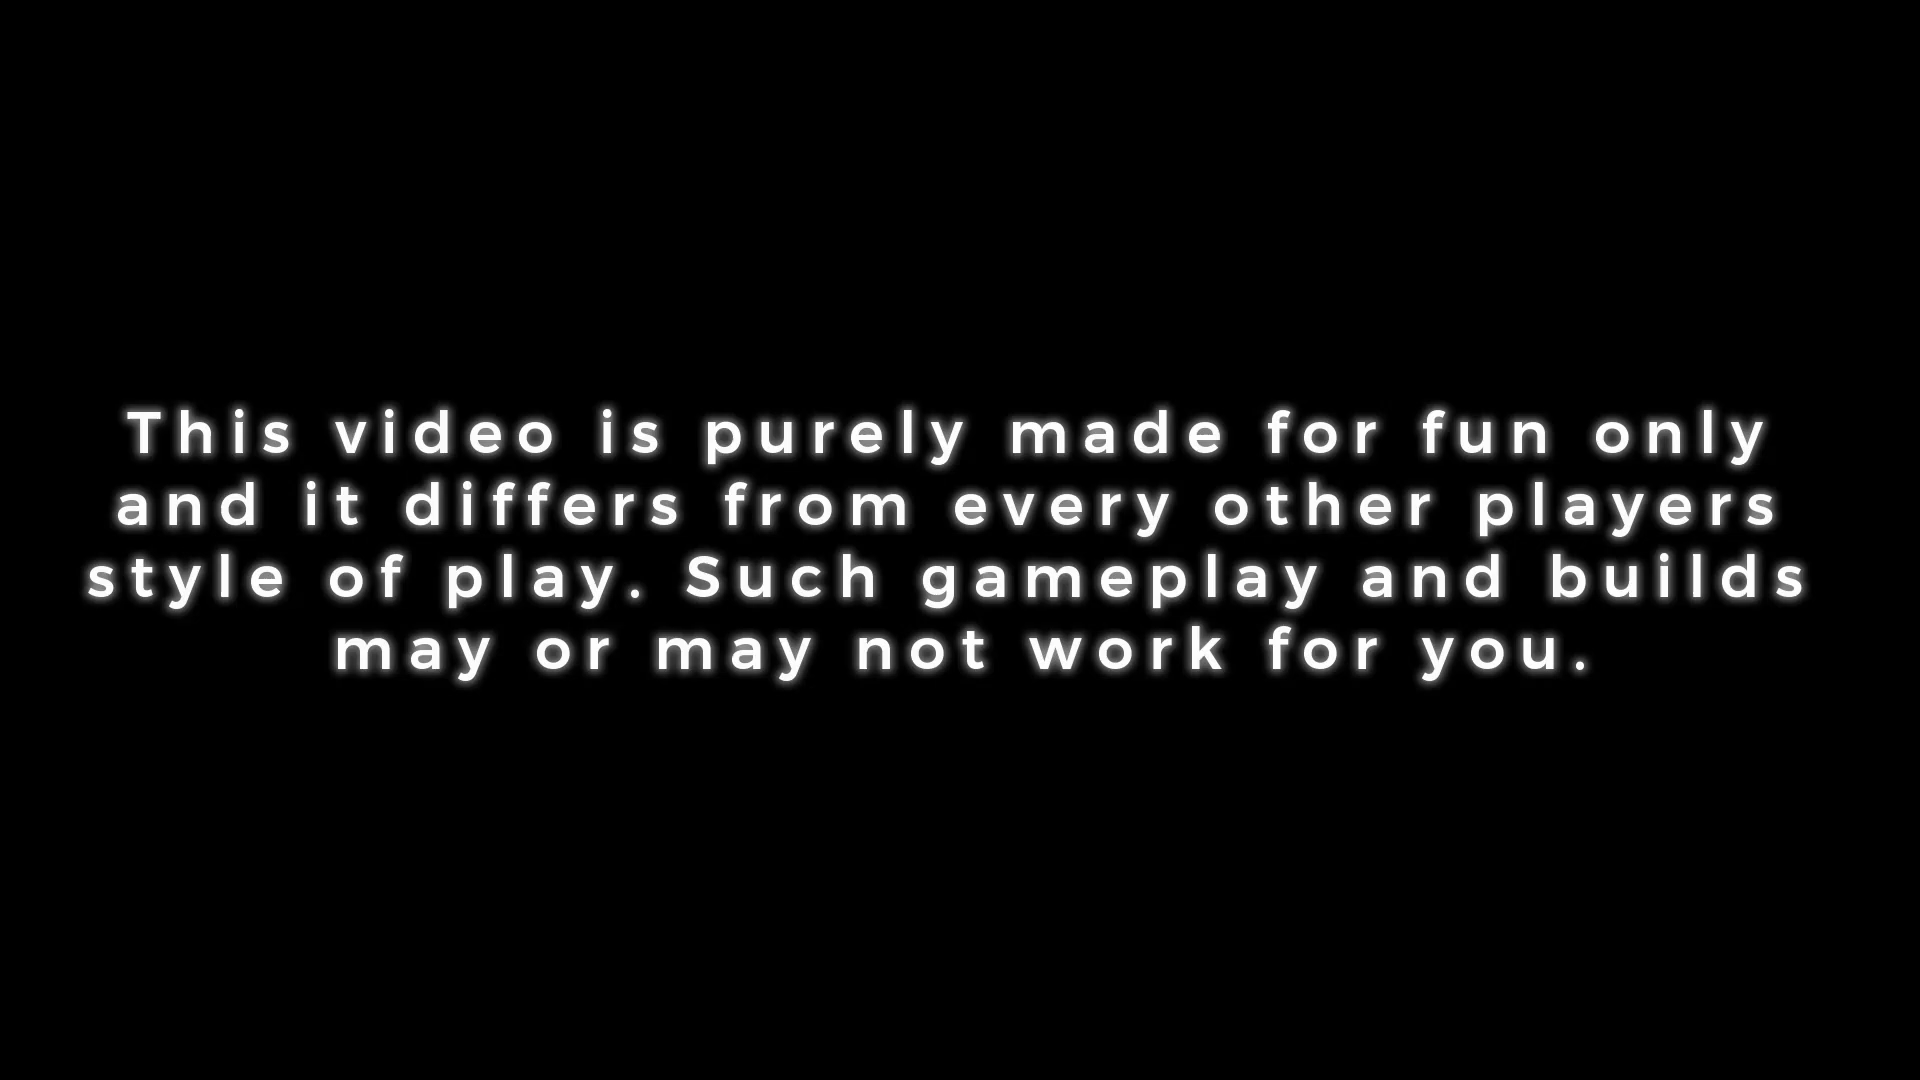 This video is purely made for fun only
and it differs from every other players
style of play. Such gameplay and builds
may or may not work for you.